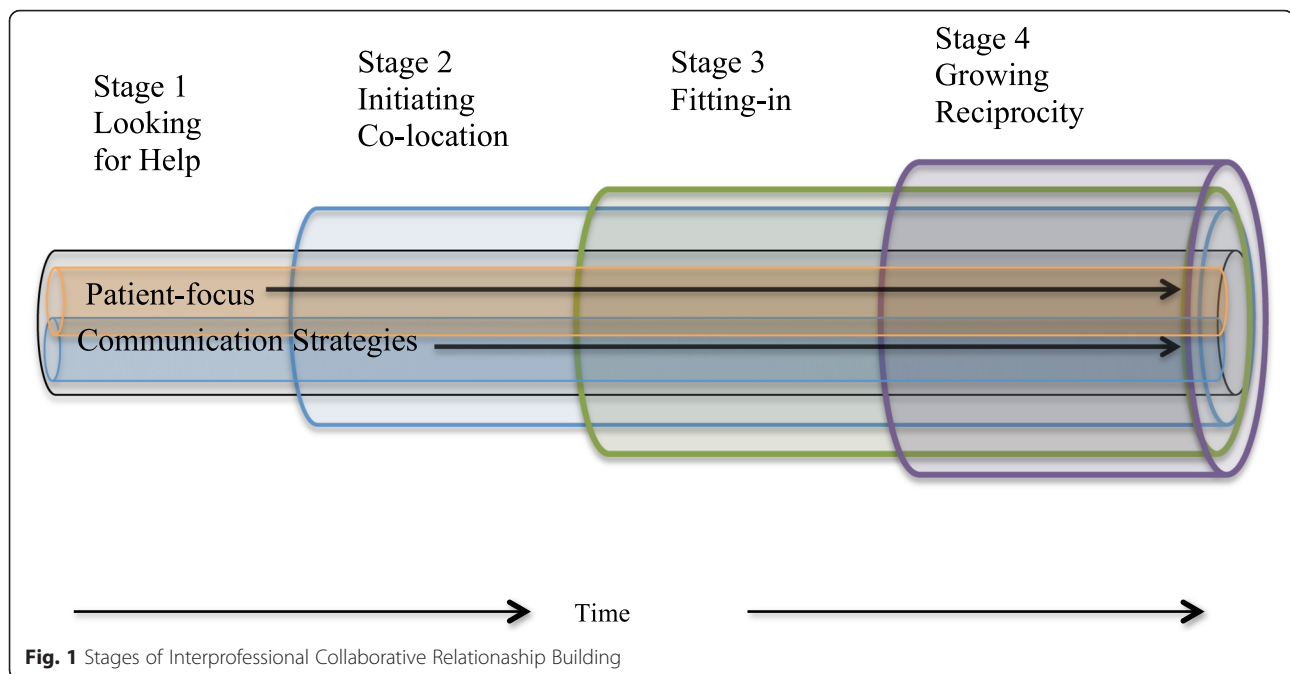 Stage 1
Looking
for Help
Stage 2
Initiating
Co-location
Stage 3
Fitting-in
Stage 4
Growing
Reciprocity
Patient-focus
Communication Strategies
Time
Fig. 1 Stages of Interprofessional Collaborative Relationaship Building